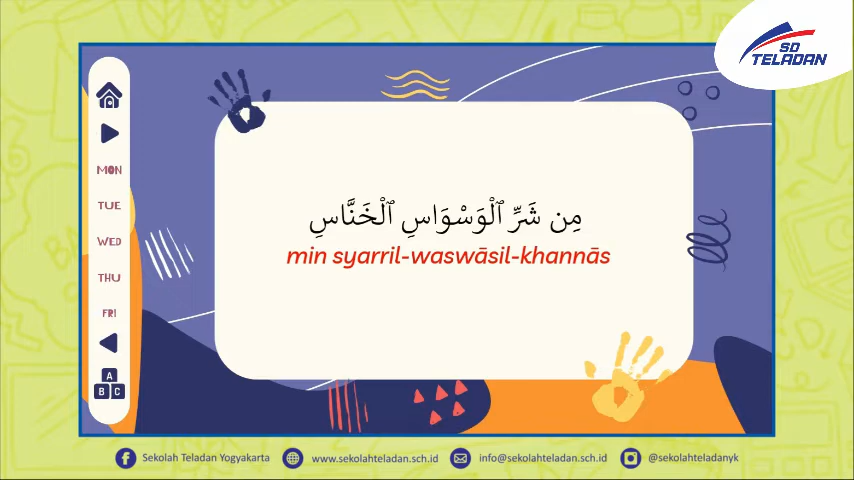 SD
TELADAN
MON
TUE
WED
THU
FRI
A
B C
مِن شَرِّ ٱلْوَسْوَاسِ ٱلْخَنَّاسِ
min syarril-waswāsil-khannās
Sekolah Teladan Yogyakarta
www.sekolahteladan.sch.id
info@sekolahteladan.sch.id
@sekolahteladanyk